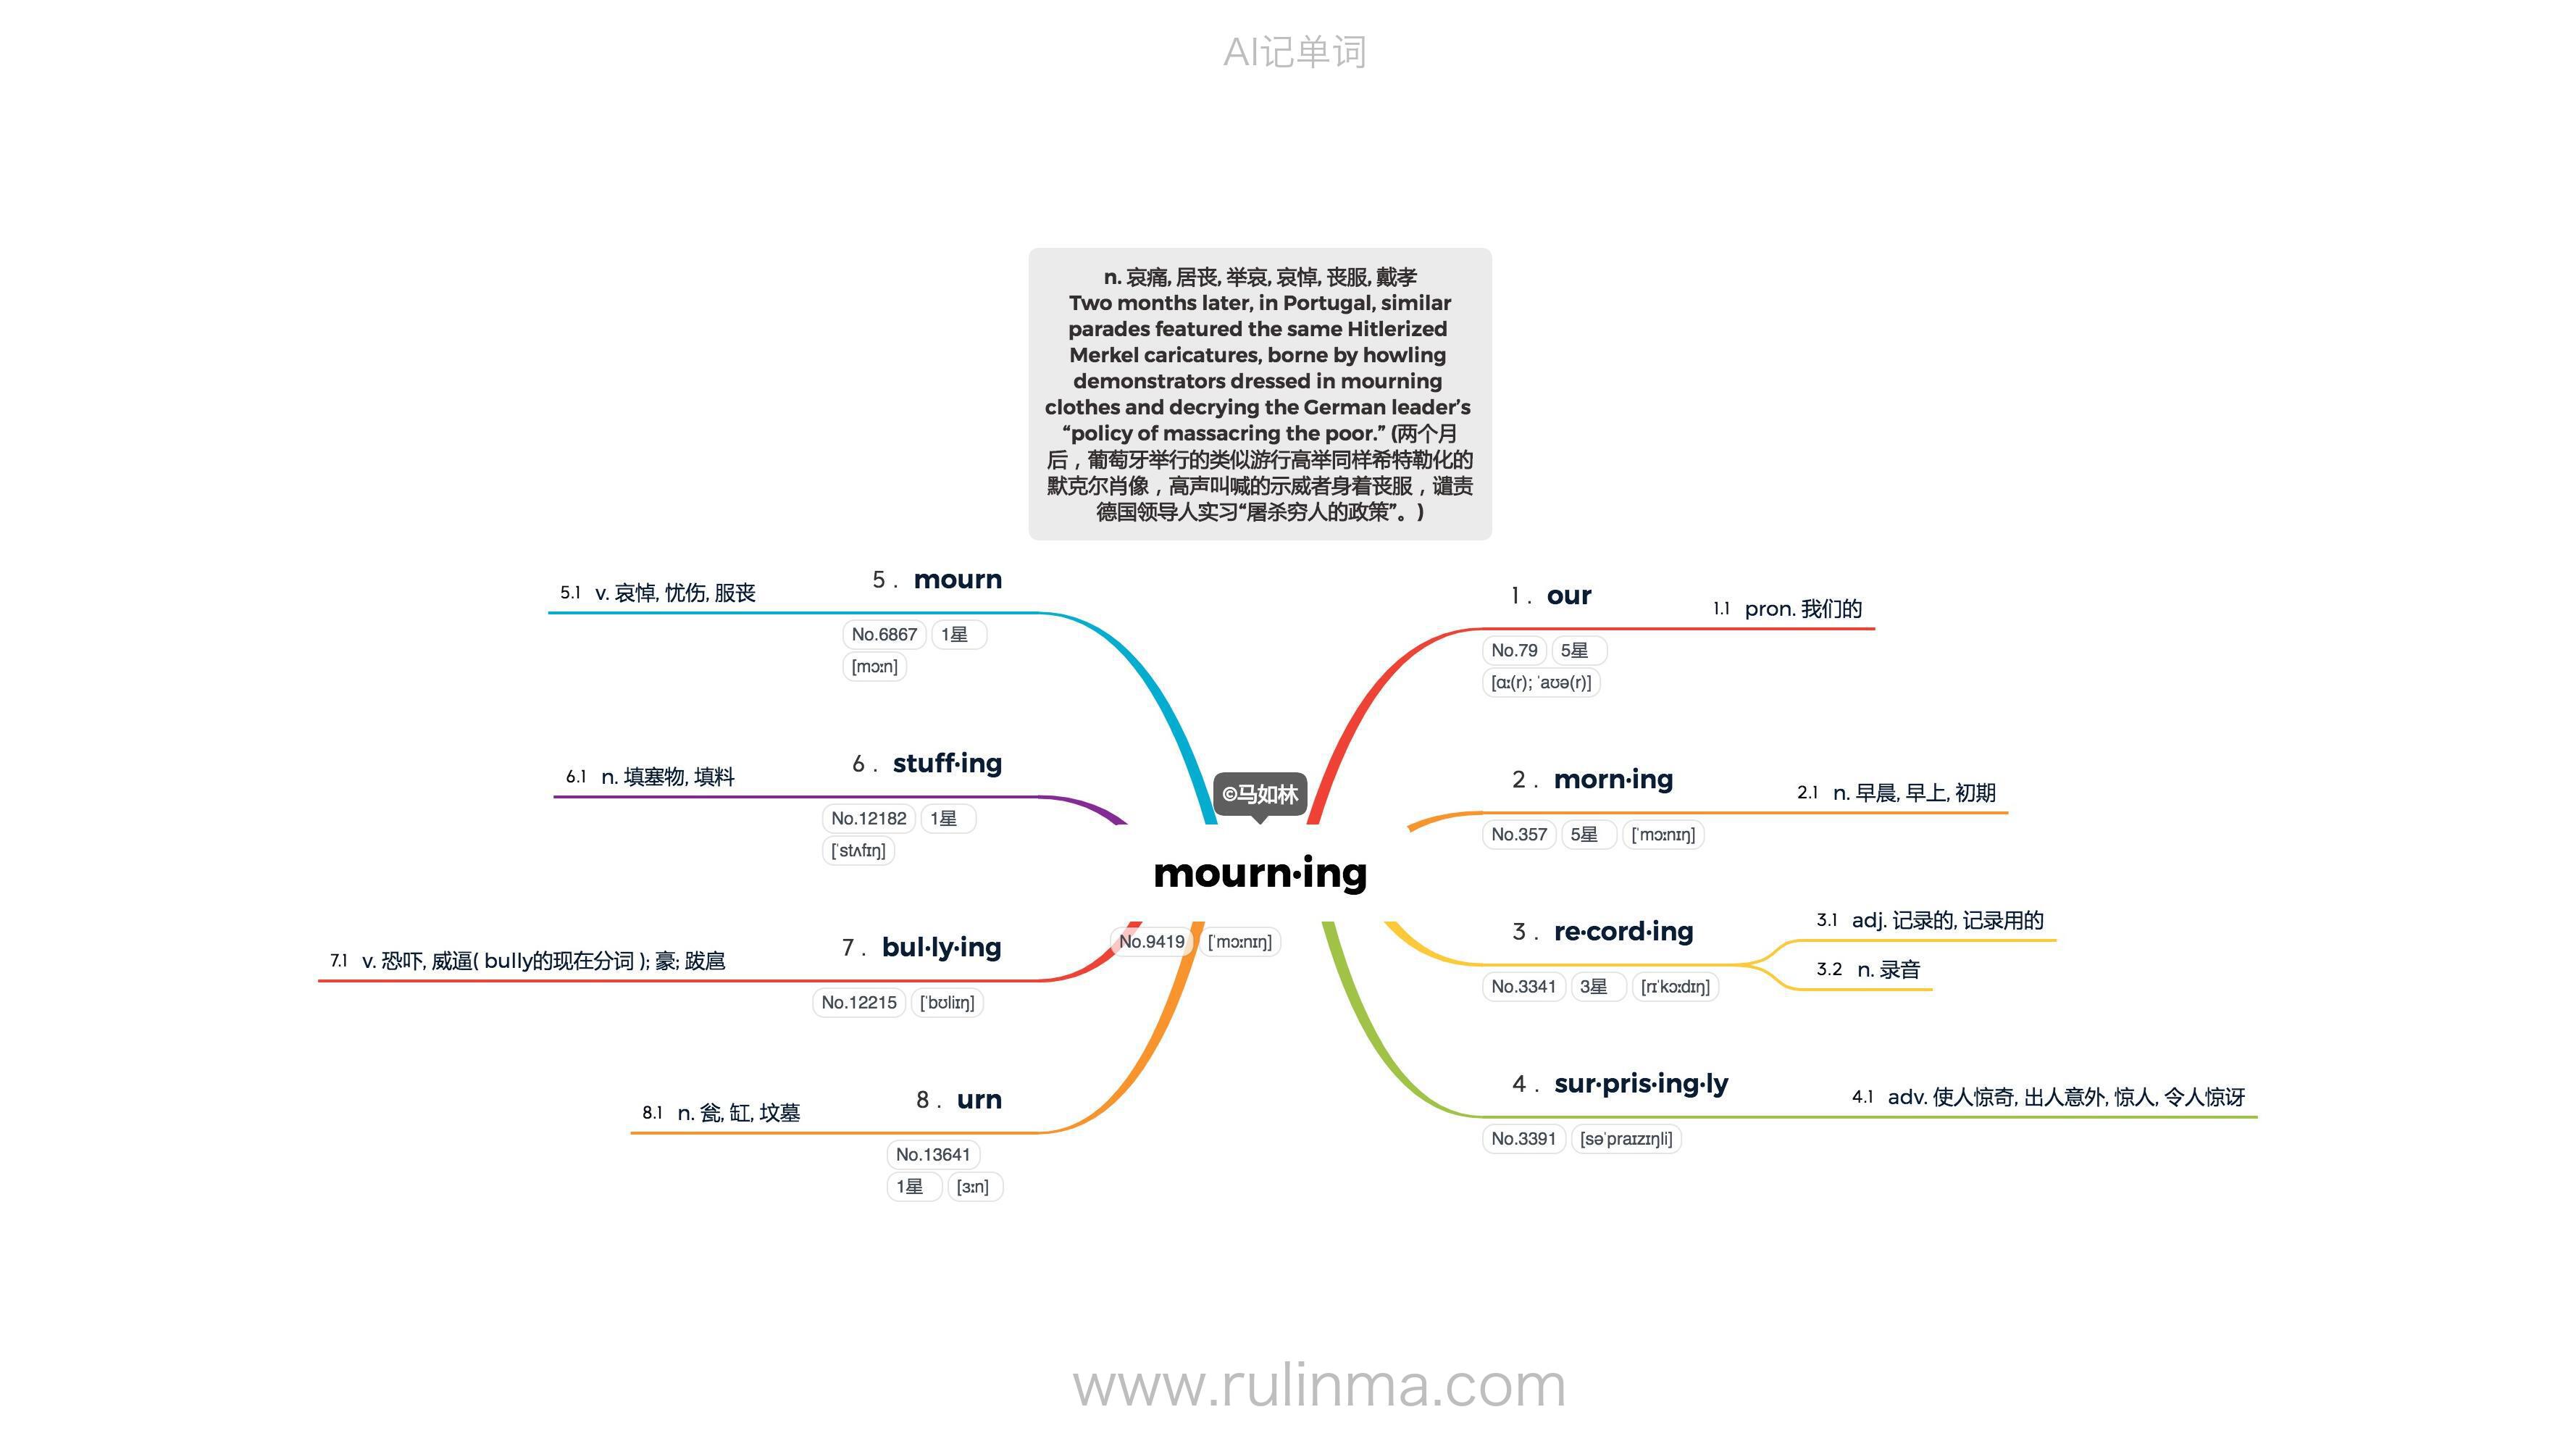 AI记单词
n. 哀痛, 居丧, 举哀, 哀悼, 丧服, 戴孝
Two months later, in Portugal, similar
parades featured the same Hitlerized
Merkel caricatures, borne by howling
demonstrators dressed in mourning
clothes and decrying the German leader’s
“policy of massacring the poor.” (两个月
后，葡萄牙举行的类似游行高举同样希特勒化的
默克尔肖像，高声叫喊的示威者身着丧服，谴责
德国领导人实习“屠杀穷人的政策”。)
©马如林
mourn·ing
No.9419 [ˈmɔːnɪŋ]
1 . our
1.1 pron. 我们的
No.79 5星
[ɑː(r); ˈaʊə(r)]
2 . morn·ing
2.1 n. 早晨, 早上, 初期
No.357 5星 [ˈmɔːnɪŋ]
3 . re·cord·ing
3.1 adj. 记录的, 记录用的
3.2 n. 录音
No.3341 3星 [rɪˈkɔːdɪŋ]
4 . sur·pris·ing·ly
4.1 adv. 使人惊奇, 出人意外, 惊人, 令人惊讶
No.3391 [səˈpraɪzɪŋli]
5 . mourn
5.1 v. 哀悼, 忧伤, 服丧
No.6867 1星
[mɔːn]
6 . stuff·ing
6.1 n. 填塞物, 填料
No.12182 1星
[ˈstʌfɪŋ]
7 . bul·ly·ing
7.1 v. 恐吓, 威逼( bully的现在分词 ); 豪; 跋扈
No.12215 [ˈbʊliɪŋ]
8 . urn
8.1 n. 瓮, 缸, 坟墓
No.13641
1星 [ɜːn]
www.rulinma.com